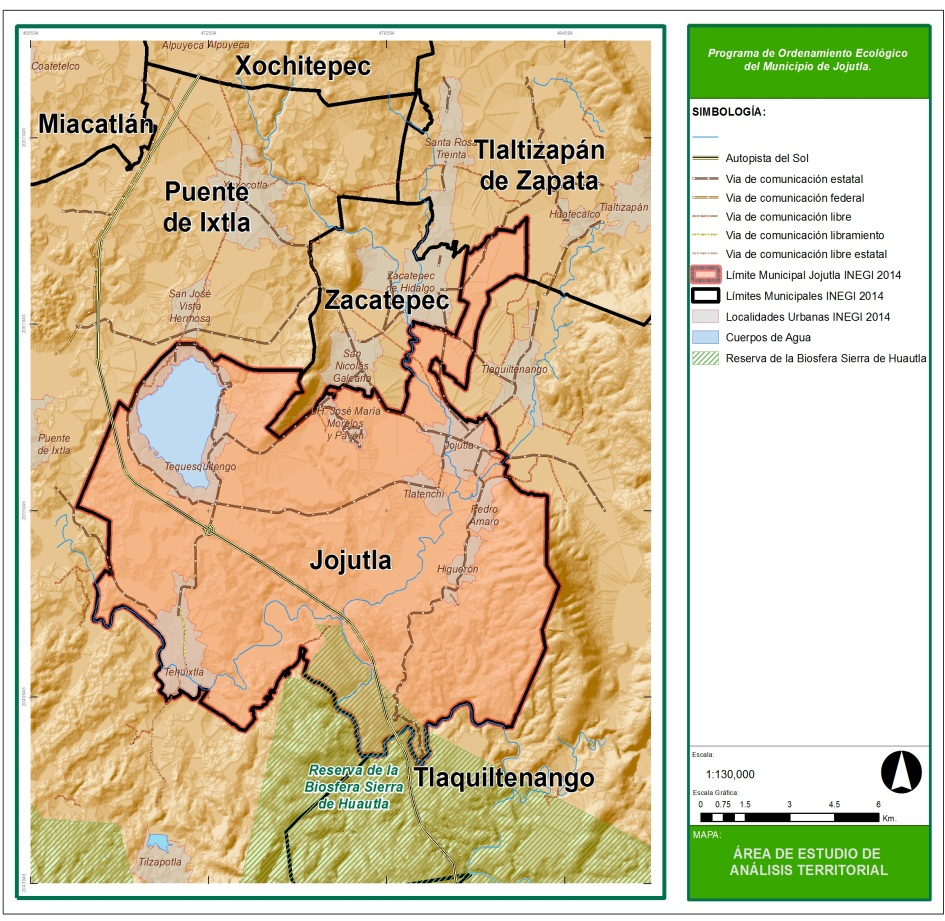 466594
472594
478594
484594
Alpuyeca Alpuyeca
Coatetelco
Xochitepec
Miacatlán
Santa Rosa
Treinta
Tlaltizapán
de Zapata
Puente
de Ixtla
Xoxocotla
Huatecalco
Tlaltizapán
Zacatepec
de Hidalgo
Zacatepec
San José
Vista
Hermosa
San
Nicolás
Galeana
Tlaquiltenango
UH. José María
Morelos
y Pavón
Puente
de Ixtla
Jojutla
Tequesquitengo
Tlatenchi
Pedro
Amaro
Jojutla
Higuerón
Tehuixtla
Reserva de la
Biosfera Sierra
de Huautla
Tlaquiltenango
Tilzapotla
Programa de Ordenamiento Ecológico
del Municipio de Jojutla.
SIMBOLOGÍA:
Autopista del Sol
Via de comunicación estatal
Via de comunicación federal
Via de comunicación libre
Via de comunicación libramiento
Via de comunicación libre estatal
Límite Municipal Jojutla INEGI 2014
Límites Municipales INEGI 2014
Localidades Urbanas INEGI 2014
Cuerpos de Agua
Reserva de la Biosfera Sierra de Huautla
Escala:
1:130,000
Escala Gráfica:
0 0.75 1.5 3 4.5 6
Km.
MAPA:
ÁREA DE ESTUDIO DE
ANÁLISIS TERRITORIAL